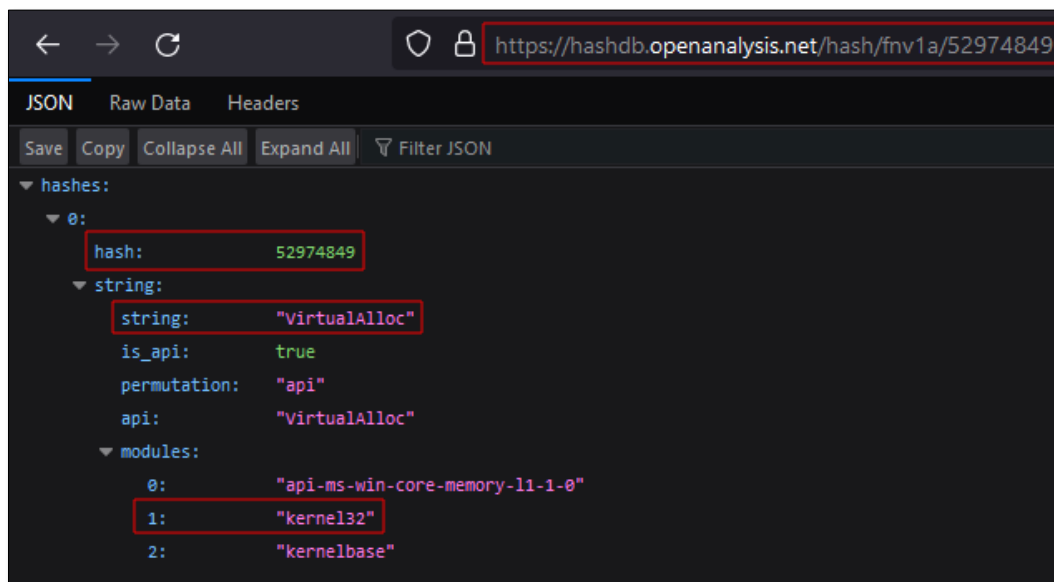 https://hashdb.openanalysis.net/hash/fnv1a/52974849
JSON Raw Data Headers
Save Copy Collapse All Expand All Filter JSON
hashes:
0:
hash: 52974849
string:
string: "VirtualAlloc"
is_api: true
permutation: "api"
api: "VirtualAlloc"
modules:
0: "api-ms-win-core-memory-l1-1-0"
1: "kernel32"
2: "kernelbase"